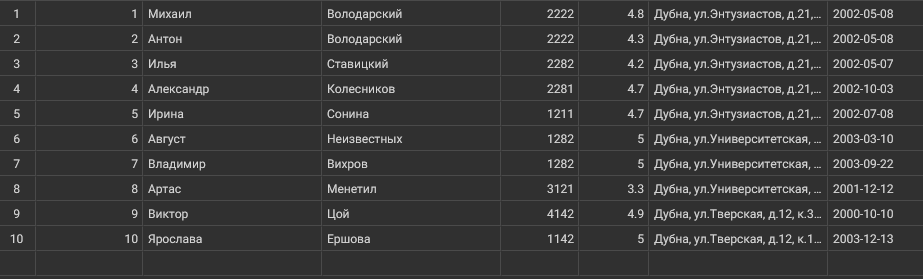 1 1 Михаил Володарский 2222 4.8 Дубна, ул.Энтузиастов, д.21,... 2002-05-08
2 2 Антон Володарский 2222 4.3 Дубна, ул.Энтузиастов, д.21,... 2002-05-08
3 3 Илья Ставицкий 2282 4.2 Дубна, ул.Энтузиастов, д.21,... 2002-05-07
4 4 Александр Колесников 2281 4.7 Дубна, ул.Энтузиастов, д.21,... 2002-10-03
5 5 Ирина Сонина 1211 4.7 Дубна, ул.Энтузиастов, д.21,... 2002-07-08
6 6 Август Неизвестных 1282 5 Дубна, ул.Университетская, ... 2003-03-10
7 7 Владимир Вихров 1282 5 Дубна, ул.Университетская, ... 2003-09-22
8 8 Артас Менетил 3121 3.3 Дубна, ул.Университетская, ... 2001-12-12
9 9 Виктор Цой 4142 4.9 Дубна, ул.Тверская, д.12, к.3... 2000-10-10
10 10 Ярослава Ершова 1142 5 Дубна, ул.Тверская, д.12, к.1... 2003-12-13